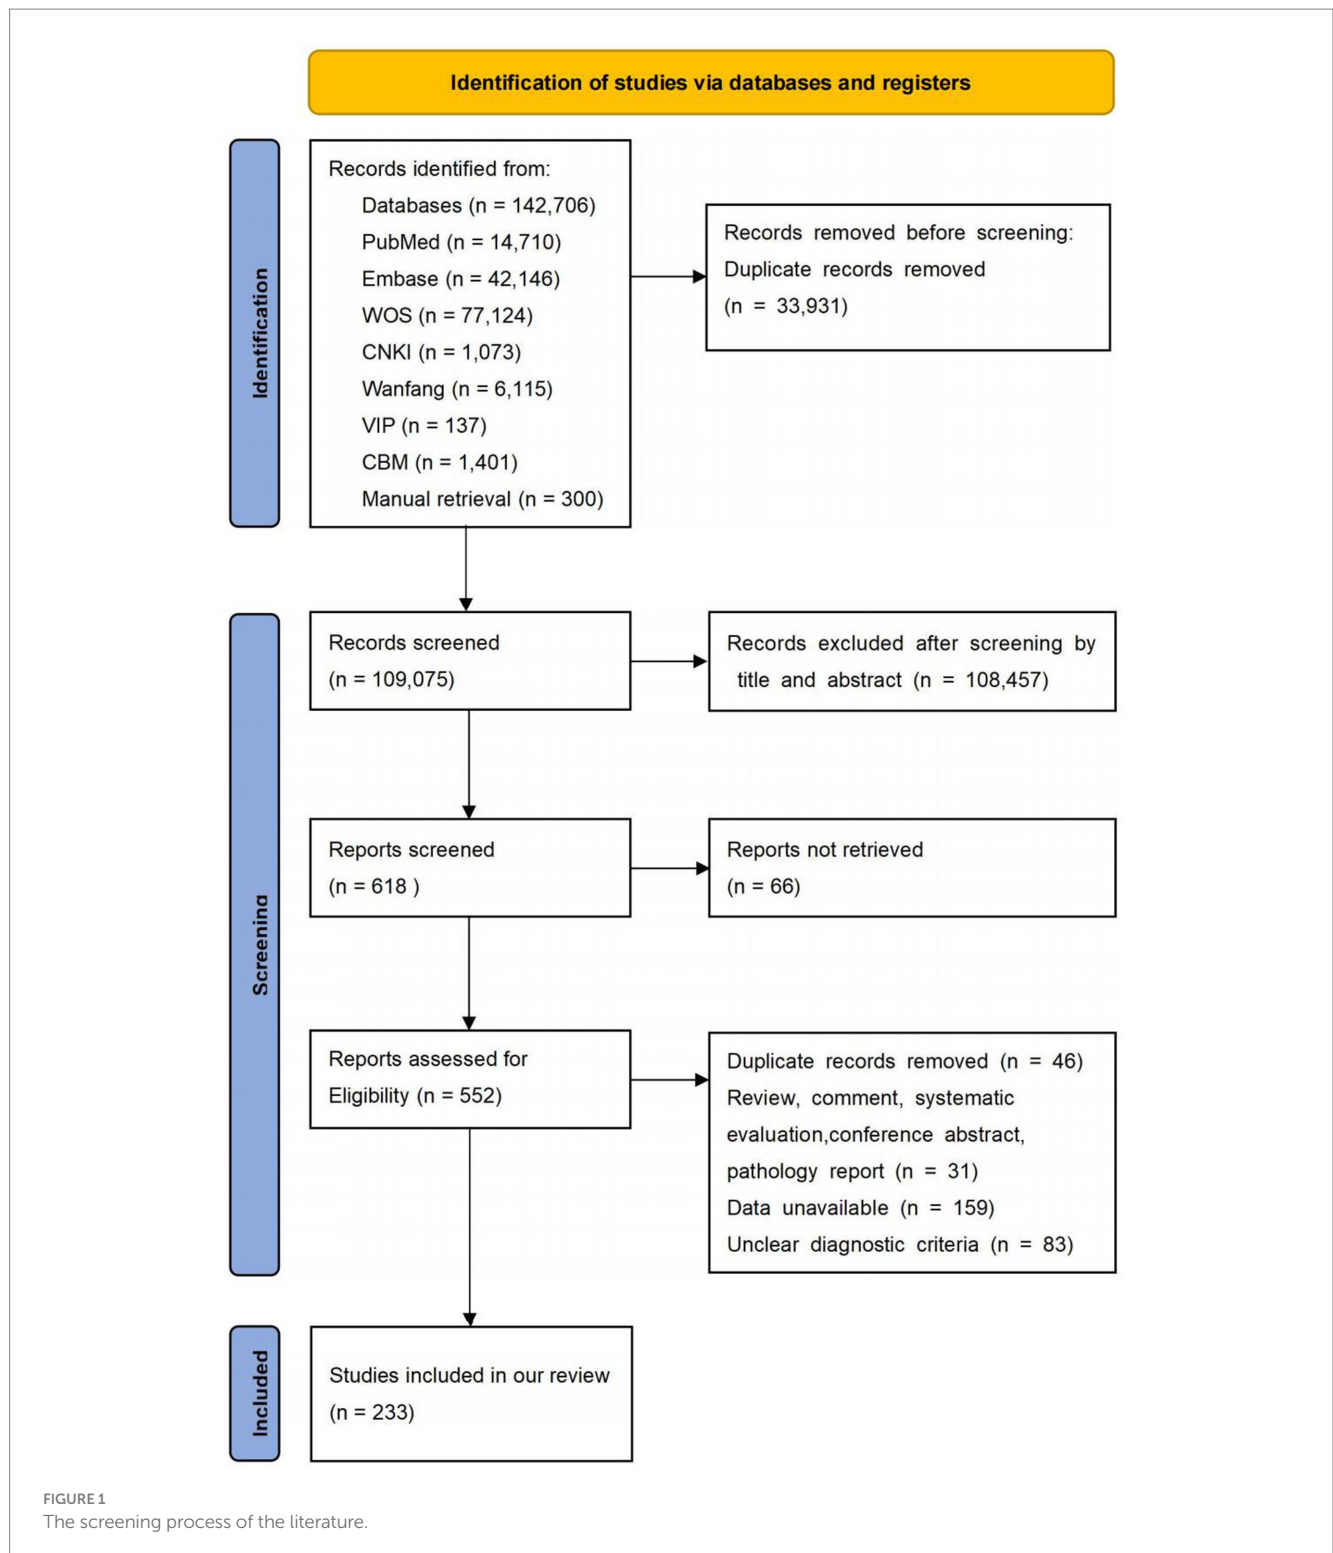 Identification of studies via databases and registers
Identification
Records identified from:
Databases (n = 142,706)
PubMed (n = 14,710)
Embase (n = 42,146)
WOS (n = 77,124)
CNKI (n = 1,073)
Wanfang (n = 6,115)
VIP (n = 137)
CBM (n = 1,401)
Manual retrieval (n = 300)
Records removed before screening:
Duplicate records removed
(n = 33,931)
Screening
Records screened
(n = 109,075)
Records excluded after screening by
title and abstract (n = 108,457)
Reports screened
(n = 618 )
Reports not retrieved
(n = 66)
Reports assessed for
Eligibility (n = 552)
Duplicate records removed (n = 46)
Review, comment, systematic
evaluation,conference abstract,
pathology report (n = 31)
Data unavailable (n = 159)
Unclear diagnostic criteria (n = 83)
Included
Studies included in our review
(n = 233)
FIGURE 1
The screening process of the literature.